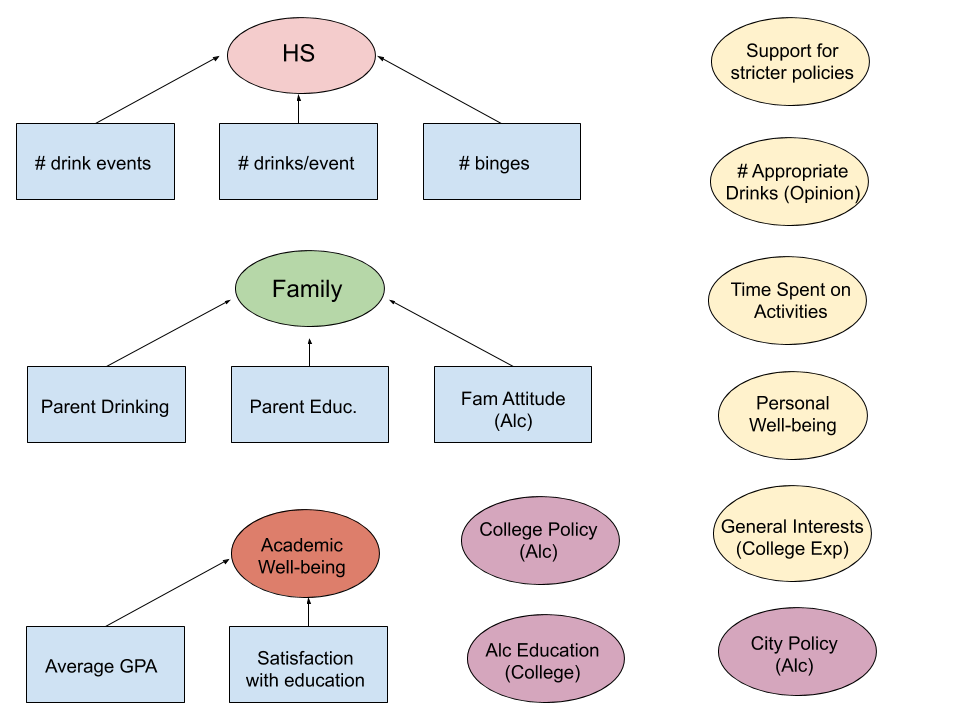 HS
# drink events
# drinks/event
# binges
Family
Parent Drinking
Parent Educ.
Fam Attitude
(Alc)
Academic
Well-being
Average GPA
Satisfaction
with education
College Policy
(Alc)
Alc Education
(College)
Support for
stricter policies
# Appropriate
Drinks (Opinion)
Time Spent on
Activities
Personal
Well-being
General Interests
(College Exp)
City Policy
(Alc)